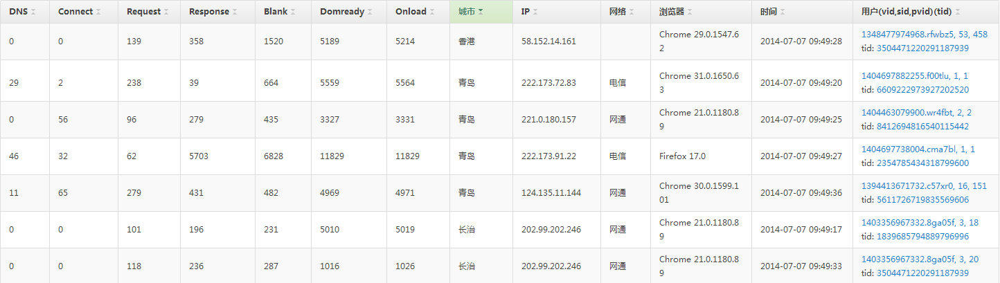 DNS Connect Request Response Blank Domready Onload 城市 IP 网络 浏览器 时间 用户(vid,sid,pvid)(tid)
0 0 139 358 1520 5189 5214 香港 58.152.14.161 Chrome 29.0.1547.6 2014-07-07 09:49:28 1348477974968.rfwbz5, 53, 458
2 tid: 3504471220291187939
29 2 238 39 664 5559 5564 青岛 222.173.72.83 电信 Chrome 31.0.1650.6 2014-07-07 09:49:20 1404697882255.f00tlu, 1, 1
3 tid: 6609222973927202520
0 56 96 279 435 3327 3331 青岛 221.0.180.157 网通 Chrome 21.0.1180.8 2014-07-07 09:49:25 1404463079900.wr4fbt, 2, 2
9 tid: 8412694816540115442
46 32 62 5703 6828 11829 11829 青岛 222.173.91.22 电信 Firefox 17.0 2014-07-07 09:49:27 1404697738004.cma7bl, 1, 1
tid: 2354785434318799600
11 65 279 431 482 4969 4971 青岛 124.135.11.144 网通 Chrome 30.0.1599.1 2014-07-07 09:49:36 1394413671732.c57xr0, 16, 151
01 tid: 5611726719835569606
0 0 101 196 231 5010 5019 长治 202.99.202.246 网通 Chrome 21.0.1180.8 2014-07-07 09:49:17 1403356967332.8ga05f, 3, 18
9 tid: 1839685794889796996
0 0 118 236 287 1016 1026 长治 202.99.202.246 网通 Chrome 21.0.1180.8 2014-07-07 09:49:33 1403356967332.8ga05f, 3, 20
9 tid: 3504471220291187939